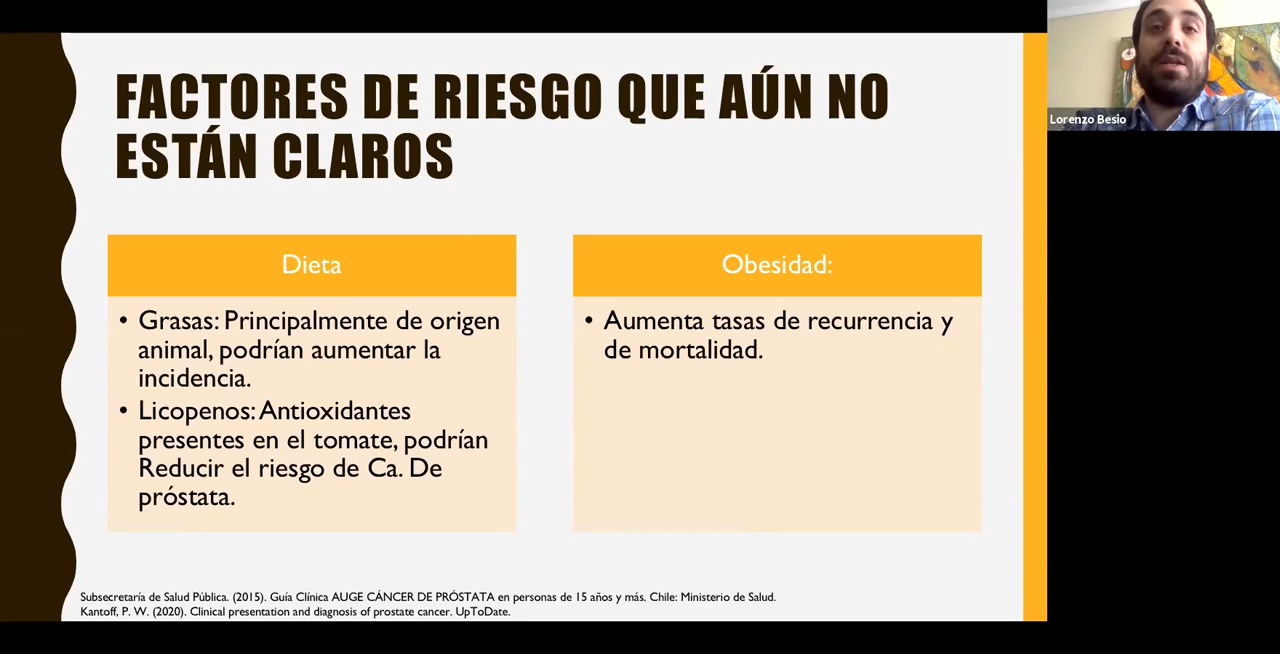 FACTORES DE RIESGO QUE AÚN NO
ESTÁN CLAROS
Dieta
• Grasas: Principalmente de origen
animal, podrían aumentar la
incidencia.
• Licopenos: Antioxidantes
presentes en el tomate, podrían
Reducir el riesgo de Ca. De
próstata.
Obesidad:
• Aumenta tasas de recurrencia y
de mortalidad.
Subsecretaría de Salud Pública. (2015). Guía Clínica AUGE CÁNCER DE PRÓSTATA en personas de 15 años y más. Chile: Ministerio de Salud.
Kantoff, P. W. (2020). Clinical presentation and diagnosis of prostate cancer. UpToDate.
Lorenzo Besio